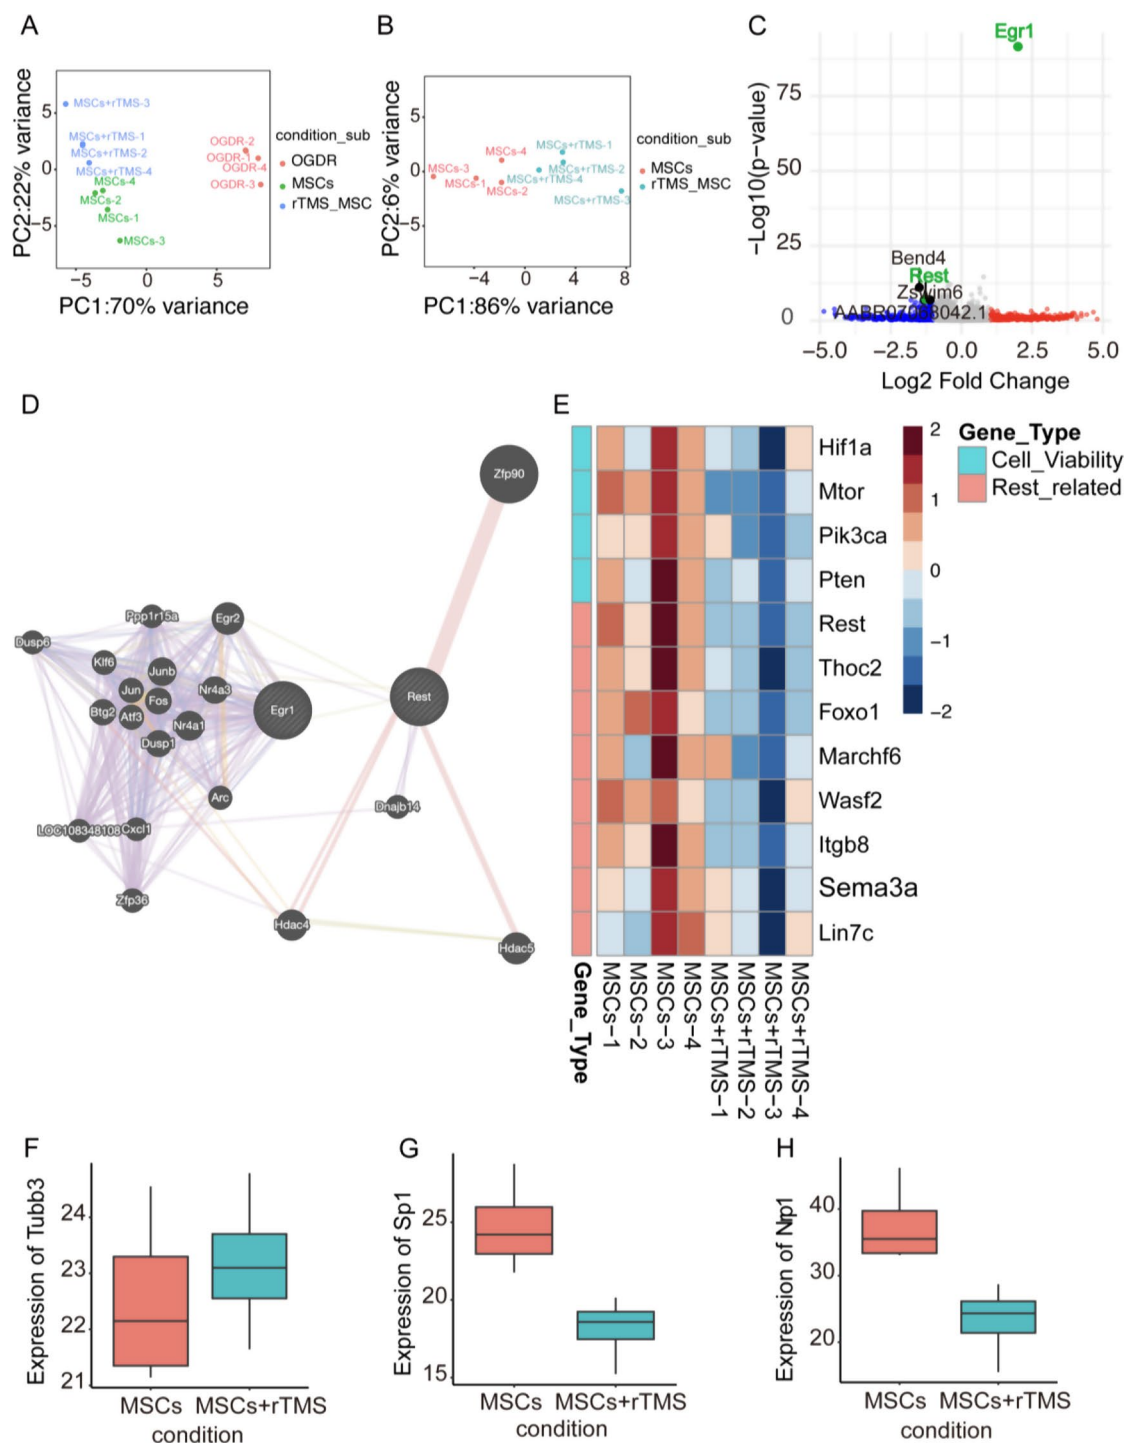 A
PC2:22% variance
5
0
−5
MSCs+rTMS-3
MSCs+rTMS-1
MSCs+rTMS-2
MSCs+rTMS-4
MSCs-4
MSCs-2
MSCs-1
MSCs-3
OGDR-2
OGDR-1
OGDR-4
OGDR-3
−5 0 5
PC1:70% variance
condition_sub
OGDR
MSCs
rTMS_MSC
B
PC2:6% variance
5
0
−5
MSCs-4
MSCs-3
MSCs-1
MSCs-2
MSCs+rTMS-1
MSCs+rTMS-2
MSCs+rTMS-4
MSCs+rTMS-3
−4 0 4 8
PC1:86% variance
condition_sub
MSCs
rTMS_MSC
C
−Log10(p-value)
75
50
25
0
Egr1
Bend4
Rest
Zswim6
−5.0 −2.5 0.0 2.5 5.0
Log2 Fold Change
D
Zfp90
Ppp1r15a
Egr2
Dusp6
Klf6
Junb
Jun
Fos
Nr4a3
Rest
Egr1
Btg2
Atf3
Nr4a1
Dusp1
Arc
Dnajb14
LOC108348108
Cxcl1
Zfp36
Hdac4
Hdac5
E
Hif1a
Mtor
Pik3ca
Pten
Rest
Thoc2
Foxo1
Marchf6
Wasf2
Itgb8
Sema3a
Lin7c
2
1
0
−1
−2
Gene_Type
Cell_Viability
Rest_related
Gene_Type
MSCs−1
MSCs−2
MSCs−3
MSCs−4
MSCs+rTMS−1
MSCs+rTMS−2
MSCs+rTMS−3
MSCs+rTMS−4
F
Expression of Tubb3
24
23
22
21
MSCs MSCs+rTMS
condition
G
Expression of Sp1
25
20
15
MSCs MSCs+rTMS
condition
H
Expression of Nrp1
40
30
20
MSCs MSCs+rTMS
condition